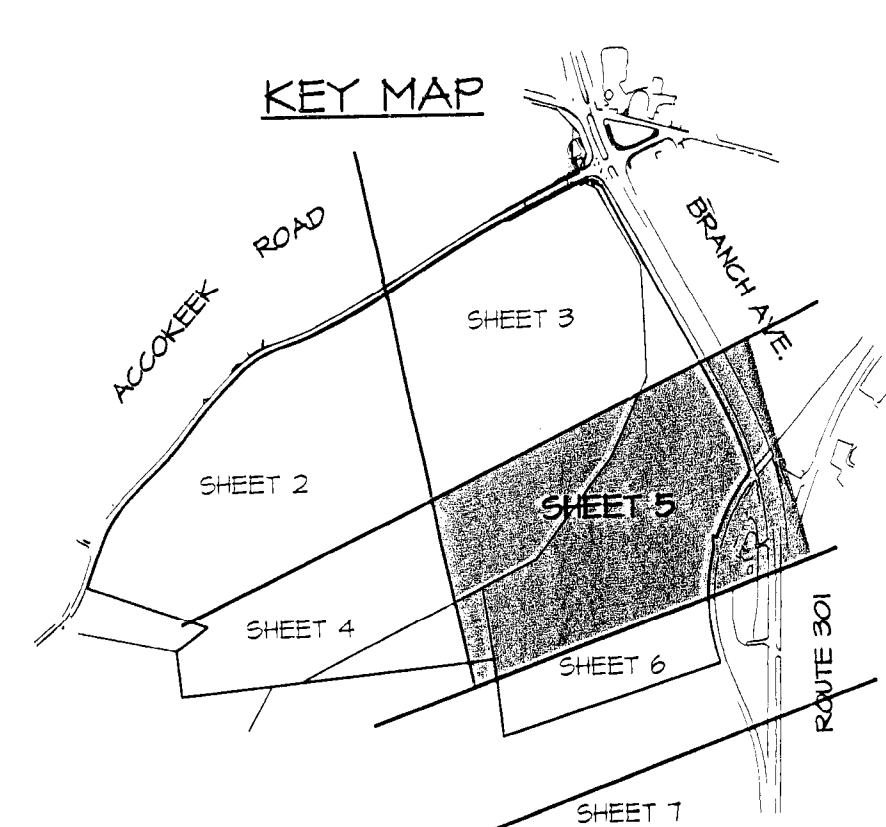 KEY MAP
ACCOKEEK ROAD
BRANCH AVE.
SHEET 3
SHEET 2
SHEET 5
SHEET 4
SHEET 6
ROUTE 301
SHEET 7